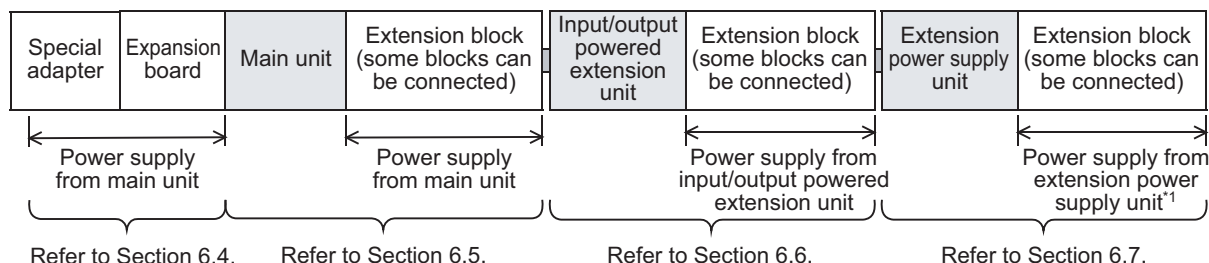 Special
adapter
Expansion
board
Main unit
Extension block
(some blocks can
be connected)
Input/output
powered
extension
unit
Extension block
(some blocks can
be connected)
Extension
power supply
unit
Extension block
(some blocks can
be connected)
Power supply
from main unit
Power supply
from main unit
Power supply from
input/output powered
extension unit
Power supply from
extension power
supply unit*1
Refer to Section 6.4.
Refer to Section 6.5.
Refer to Section 6.6.
Refer to Section 6.7.